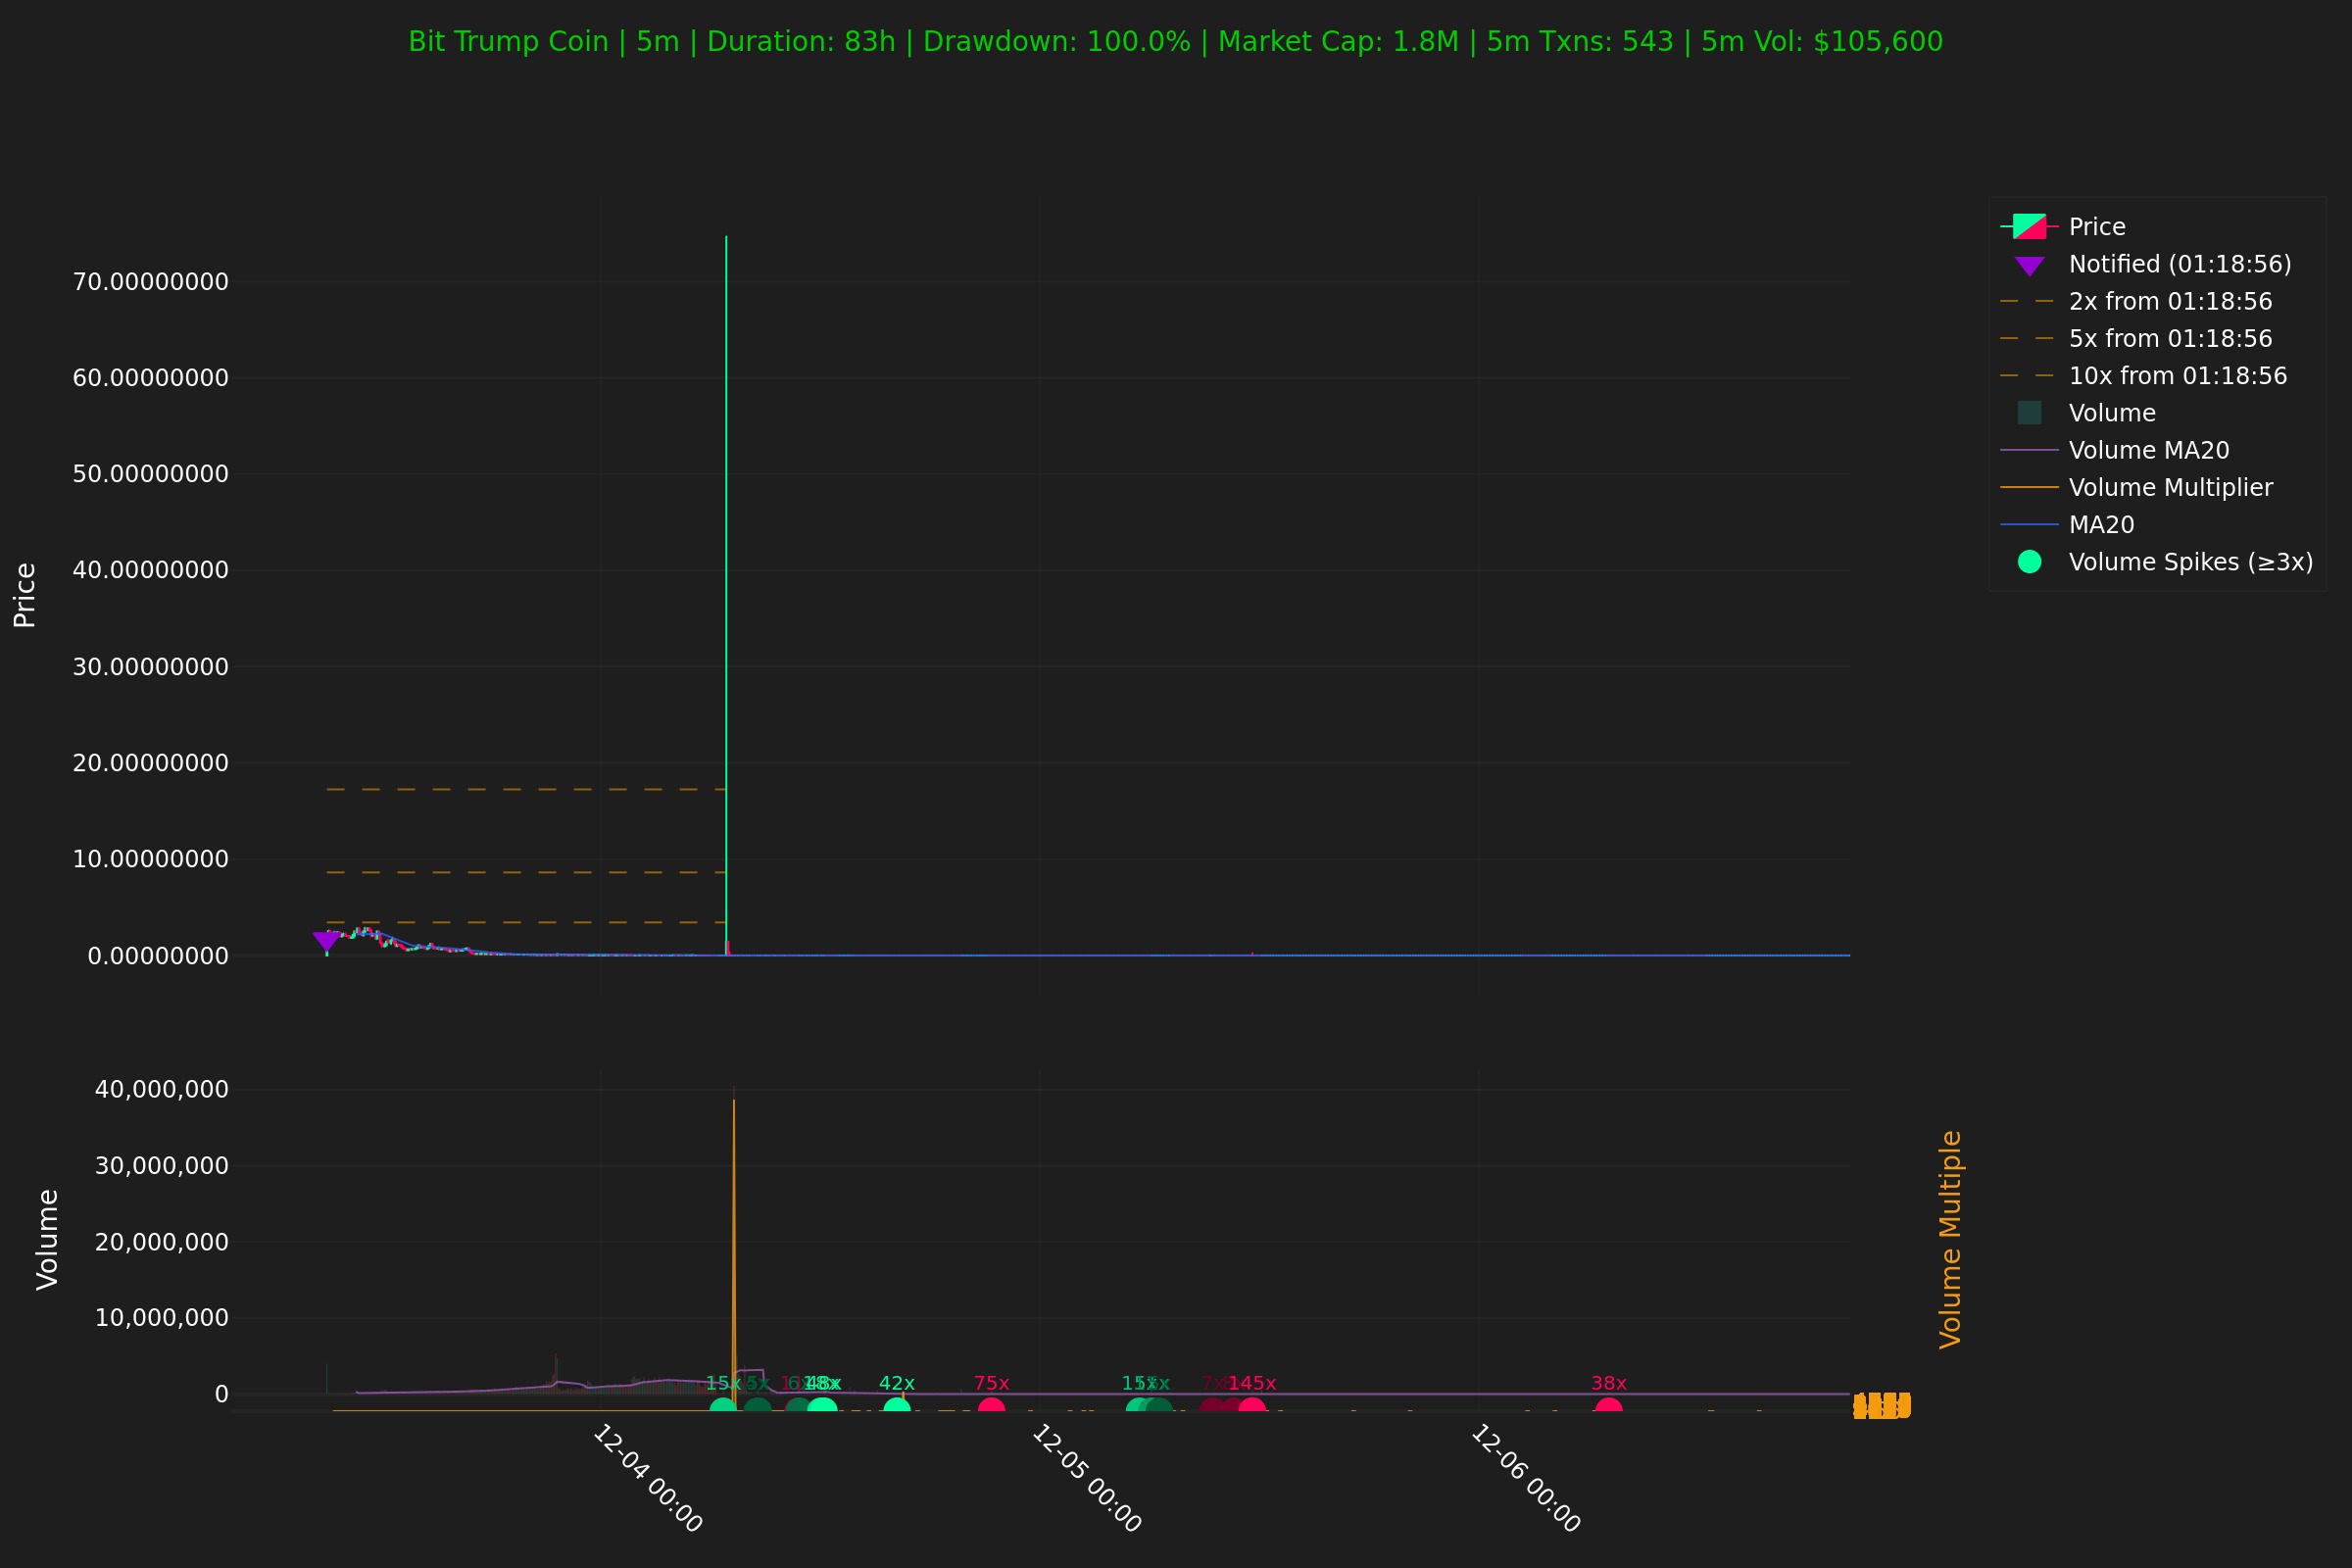 Bit Trump Coin | 5m | Duration: 83h | Drawdown: 100.0% | Market Cap: 1.8M | 5m Txns: 543 | 5m Vol: $105,600
Price
70.00000000
60.00000000
50.00000000
40.00000000
30.00000000
20.00000000
10.00000000
0.00000000
Price
Notified (01:18:56)
2x from 01:18:56
5x from 01:18:56
10x from 01:18:56
Volume
Volume MA20
Volume Multiplier
MA20
Volume Spikes (≥3x)
Volume
40,000,000
30,000,000
20,000,000
10,000,000
0
15x
48x
42x
75x
15x
145x
38x
Volume Multiple
12-04 00:00
12-05 00:00
12-06 00:00